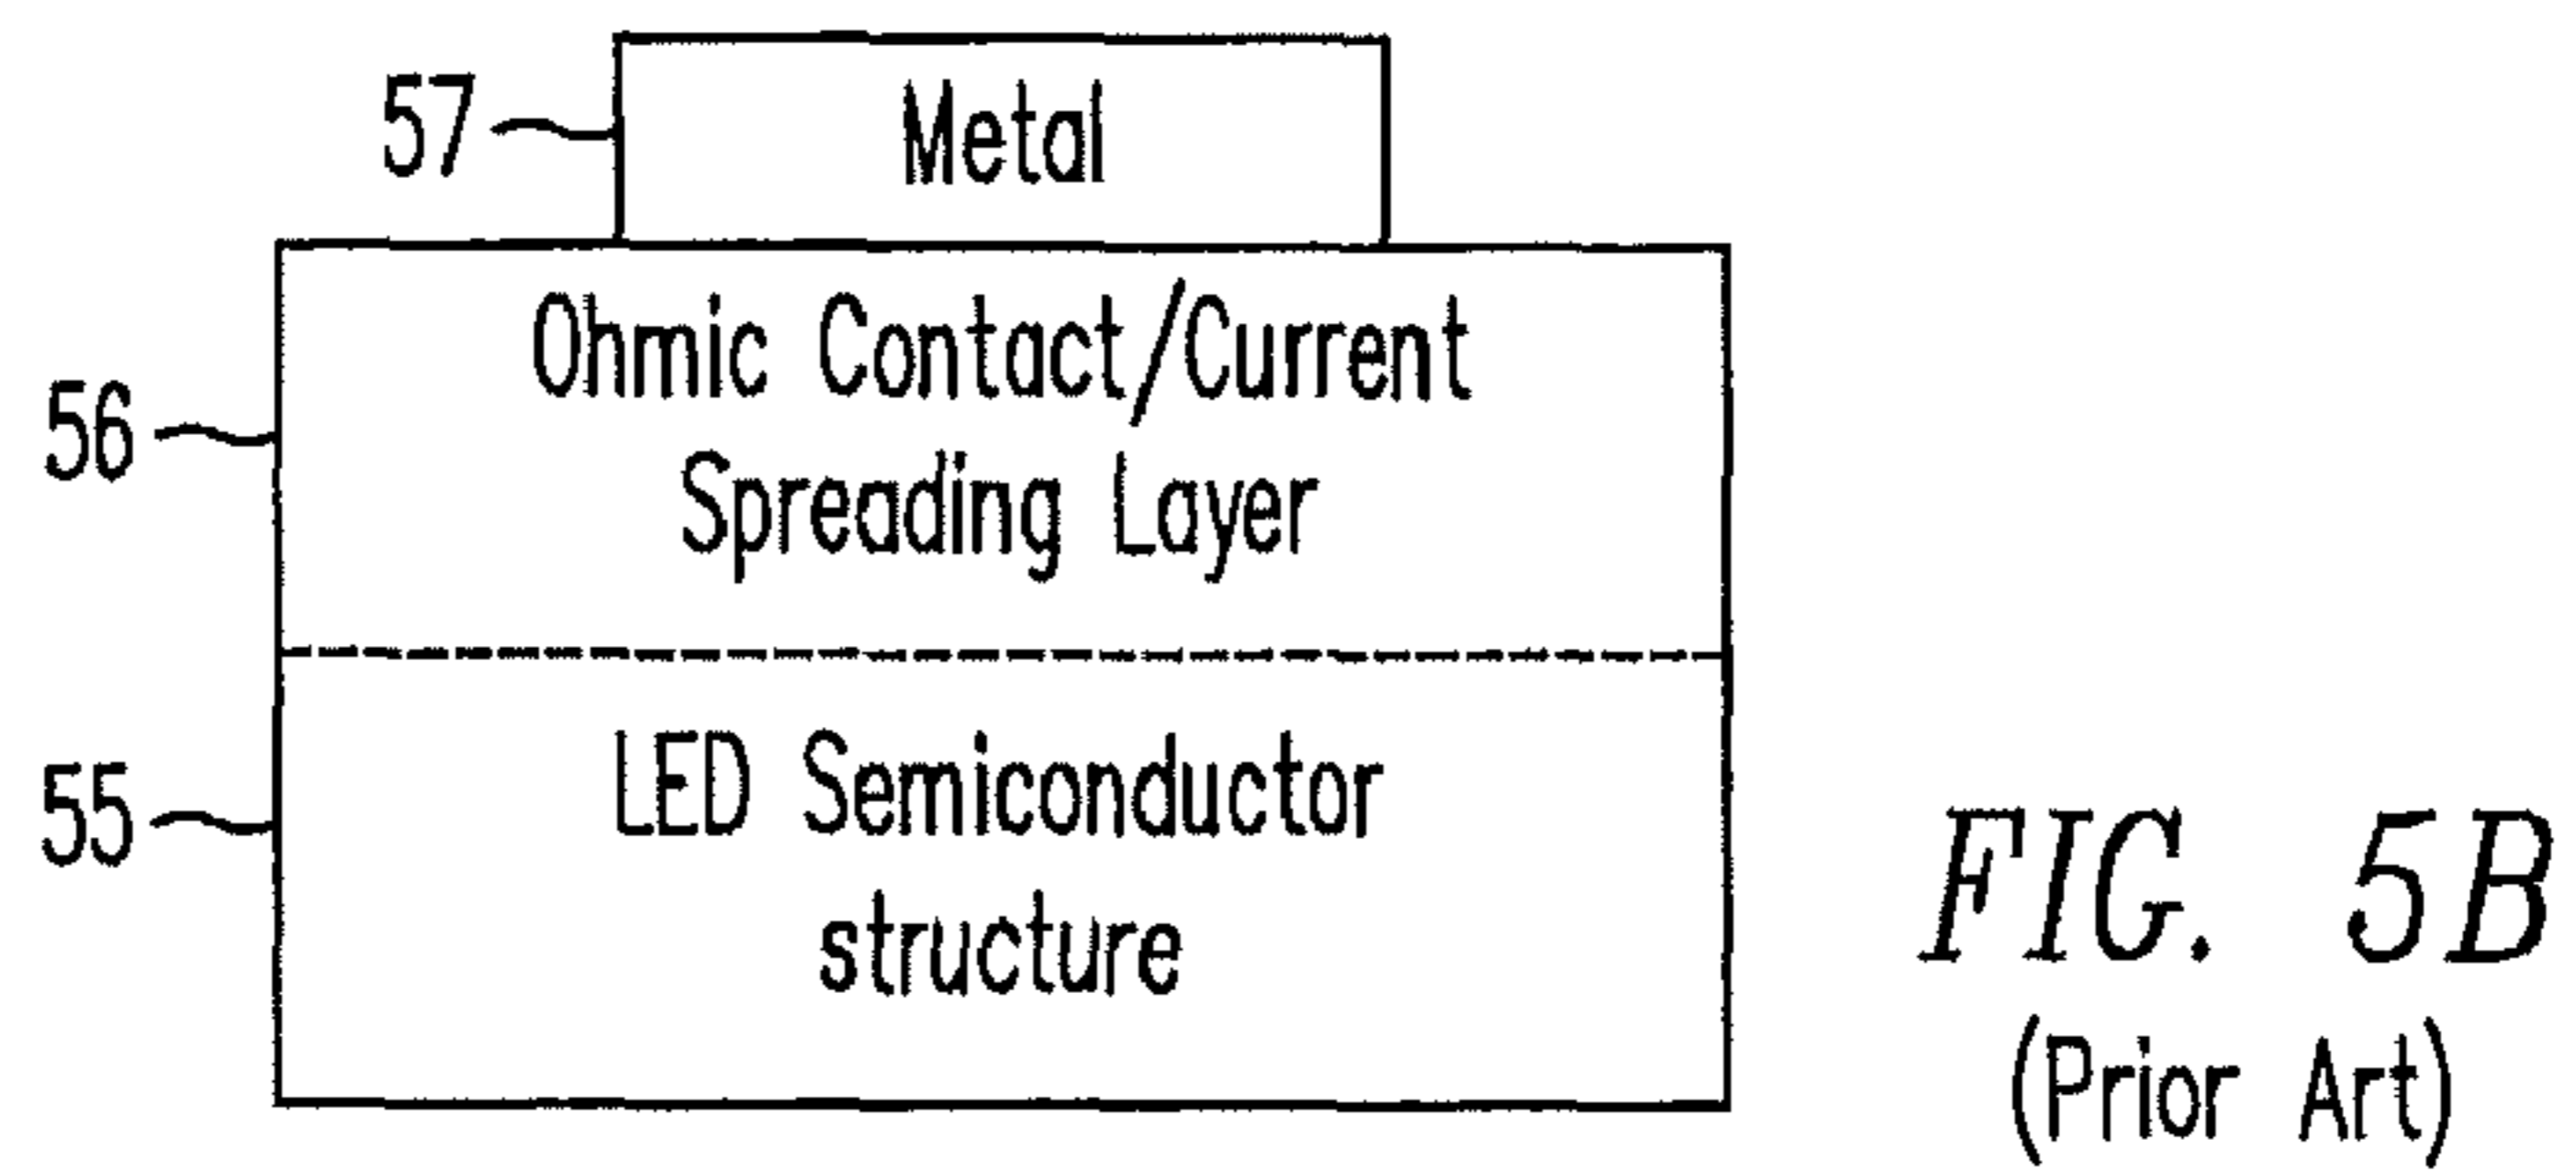 57
Metal
56
Ohmic Contact/Current
Spreading Layer
55
LED Semiconductor
structure
FIG. 5B
(Prior Art)